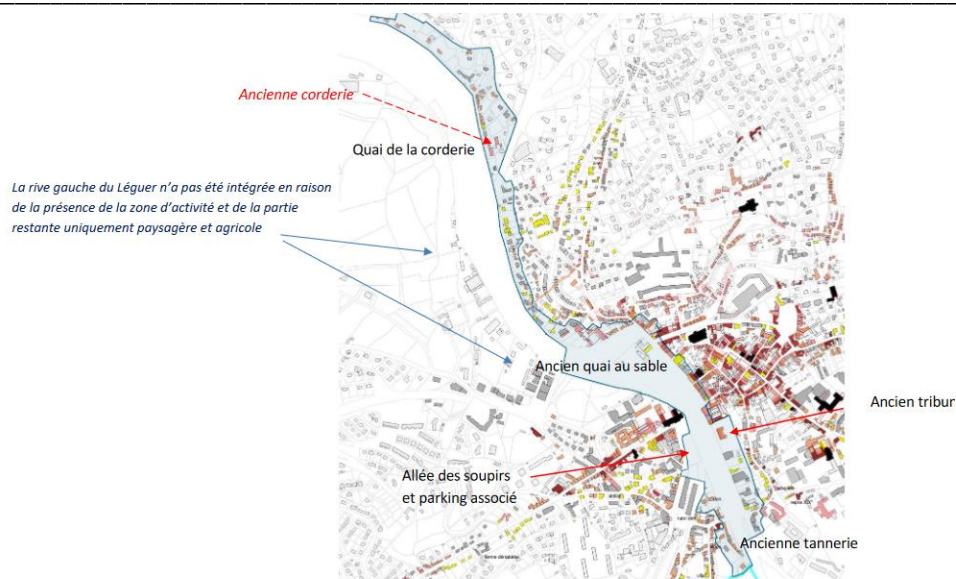 Ancienne corderie
Quai de la corderie
La rive gauche du Léguer n'a pas été intégrée en raison
de la présence de la zone d'activité et de la partie
restante uniquement paysagère et agricole
Ancien quai au sable
Ancien tribun
Allée des soupirs
et parking associé
Ancienne tannerie